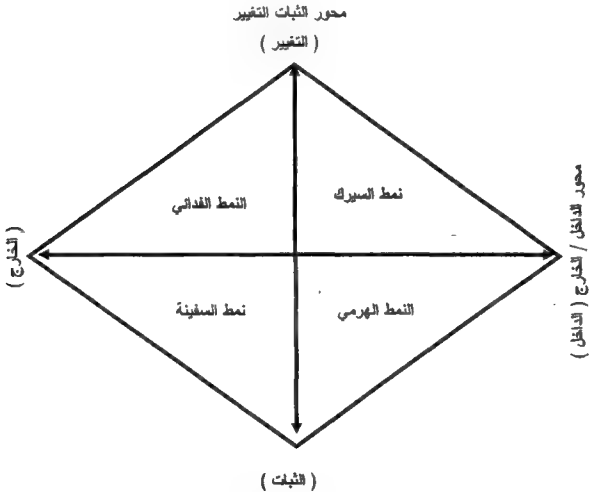 محور الثبات التغيير
( التغيير )
نمط السيرك
النمط الفدائي
محور الداخل / الخارج ( الداخل )
( الخارج )
النمط الهرمي
نمط السفينة
( الثبات )